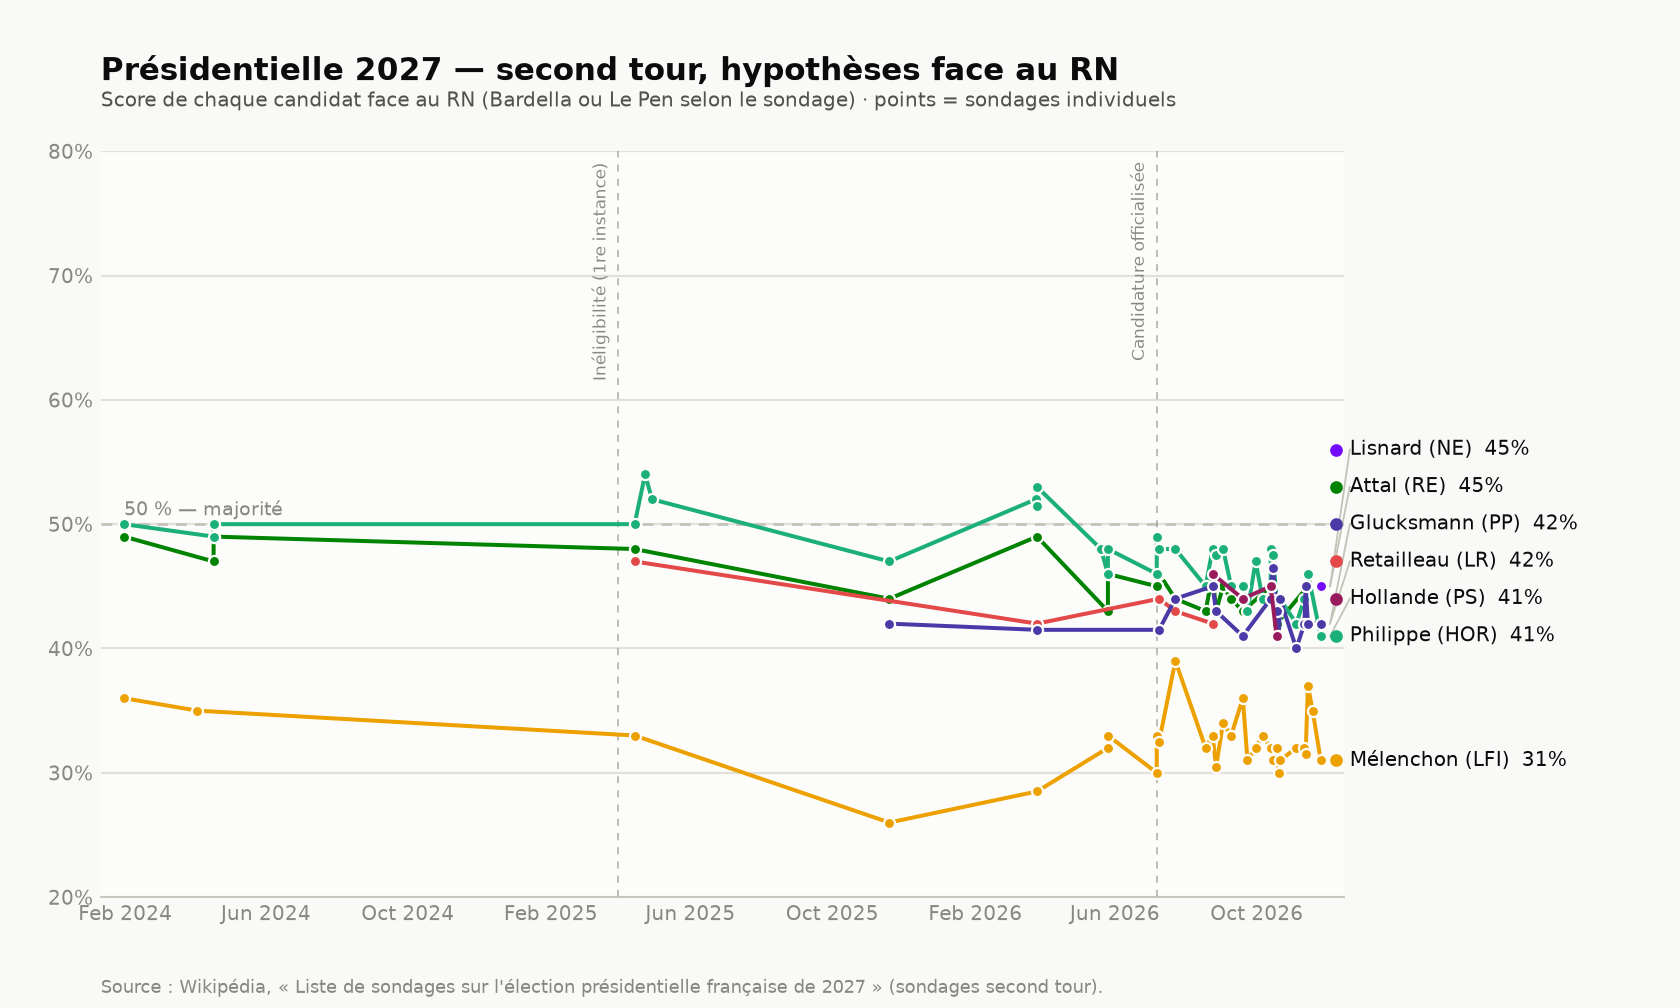 Présidentielle 2027 — second tour, hypothèses face au RN
Score de chaque candidat face au RN (Bardella ou Le Pen selon le sondage) · points = sondages individuels
80%
70%
60%
50%
40%
30%
20%
Inéligibilité (1re instance)
Candidature officialisée
50 % — majorité
Lisnard (NE)  45%
Attal (RE)  45%
Glucksmann (PP)  42%
Retailleau (LR)  42%
Hollande (PS)  41%
Philippe (HOR)  41%
Mélenchon (LFI)  31%
Feb 2024
Jun 2024
Oct 2024
Feb 2025
Jun 2025
Oct 2025
Feb 2026
Jun 2026
Oct 2026
Source : Wikipédia, « Liste de sondages sur l'élection présidentielle française de 2027 » (sondages second tour).